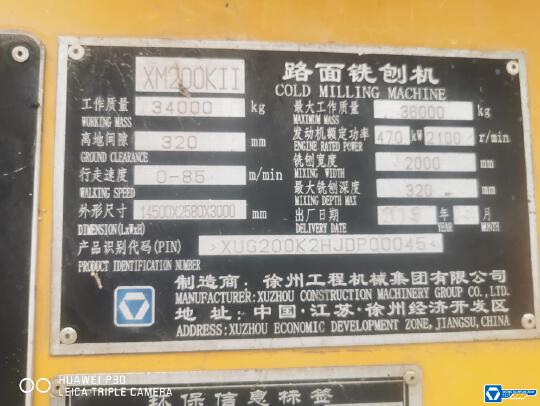 XM200KII
路面铣刨机
COLD MILLING MACHINE
工作质量 34000 kg
WORKING MASS
最大工作质量 36000 kg
MAXIMUM MASS
离地间隙 320 mm
GROUND CLEARANCE
发动机额定功率 470 kW 2100 r/min
ENGINE RATED POWER
行走速度 0-85 m/min
WALKING SPEED
铣刨宽度 2000 mm
MIXING WIDTH
最大铣刨深度 320 mm
MIXING DEPTH
外形尺寸 14500X2580X3000 mm
DIMENSION(LxWxH)
出厂日期 年 月
DELIVERY DATE YEAR MONTH
产品识别代码(PIN) >XUG200K2HJDP00045<
PRODUCT IDENTIFICATION NUMBER
制造商: 徐州工程机械集团有限公司
MANUFACTURER:XUZHOU CONSTRUCTION MACHINERY GROUP CO.,LTD.
地 址: 中国·江苏·徐州经济开发区
ADDRESS:XUZHOU ECONOMIC DEVELOPMENT ZONE, JIANGSU,CHINA
HUAWEI P30
LEICA TRIPLE CAMERA
环保信息标签